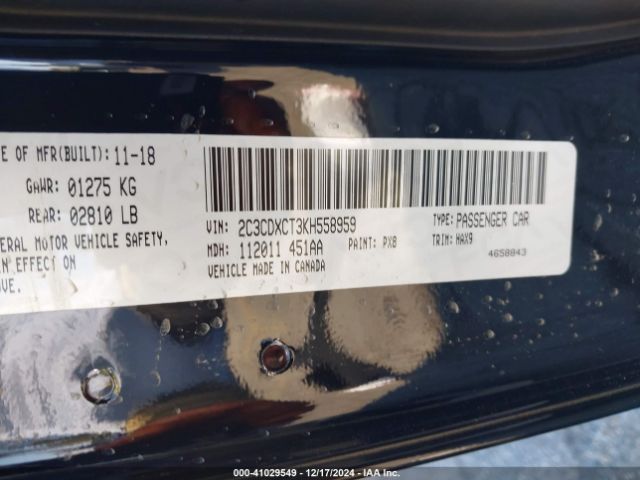 E OF MFR(BUILT): 11-18
GAWR: 01275 KG
REAR: 02810 LB
ERAL MOTOR VEHICLE SAFETY,
IN EFFECT ON
VE.
VIN: 2C3CDXCT3KH558959
TYPE: PASSENGER CAR
MDH: 112011 451AA PAINT: PX8 TRIM: HAX9
VEHICLE MADE IN CANADA
4658843
000-41029549 - 12/17/2024 - IAA Inc.